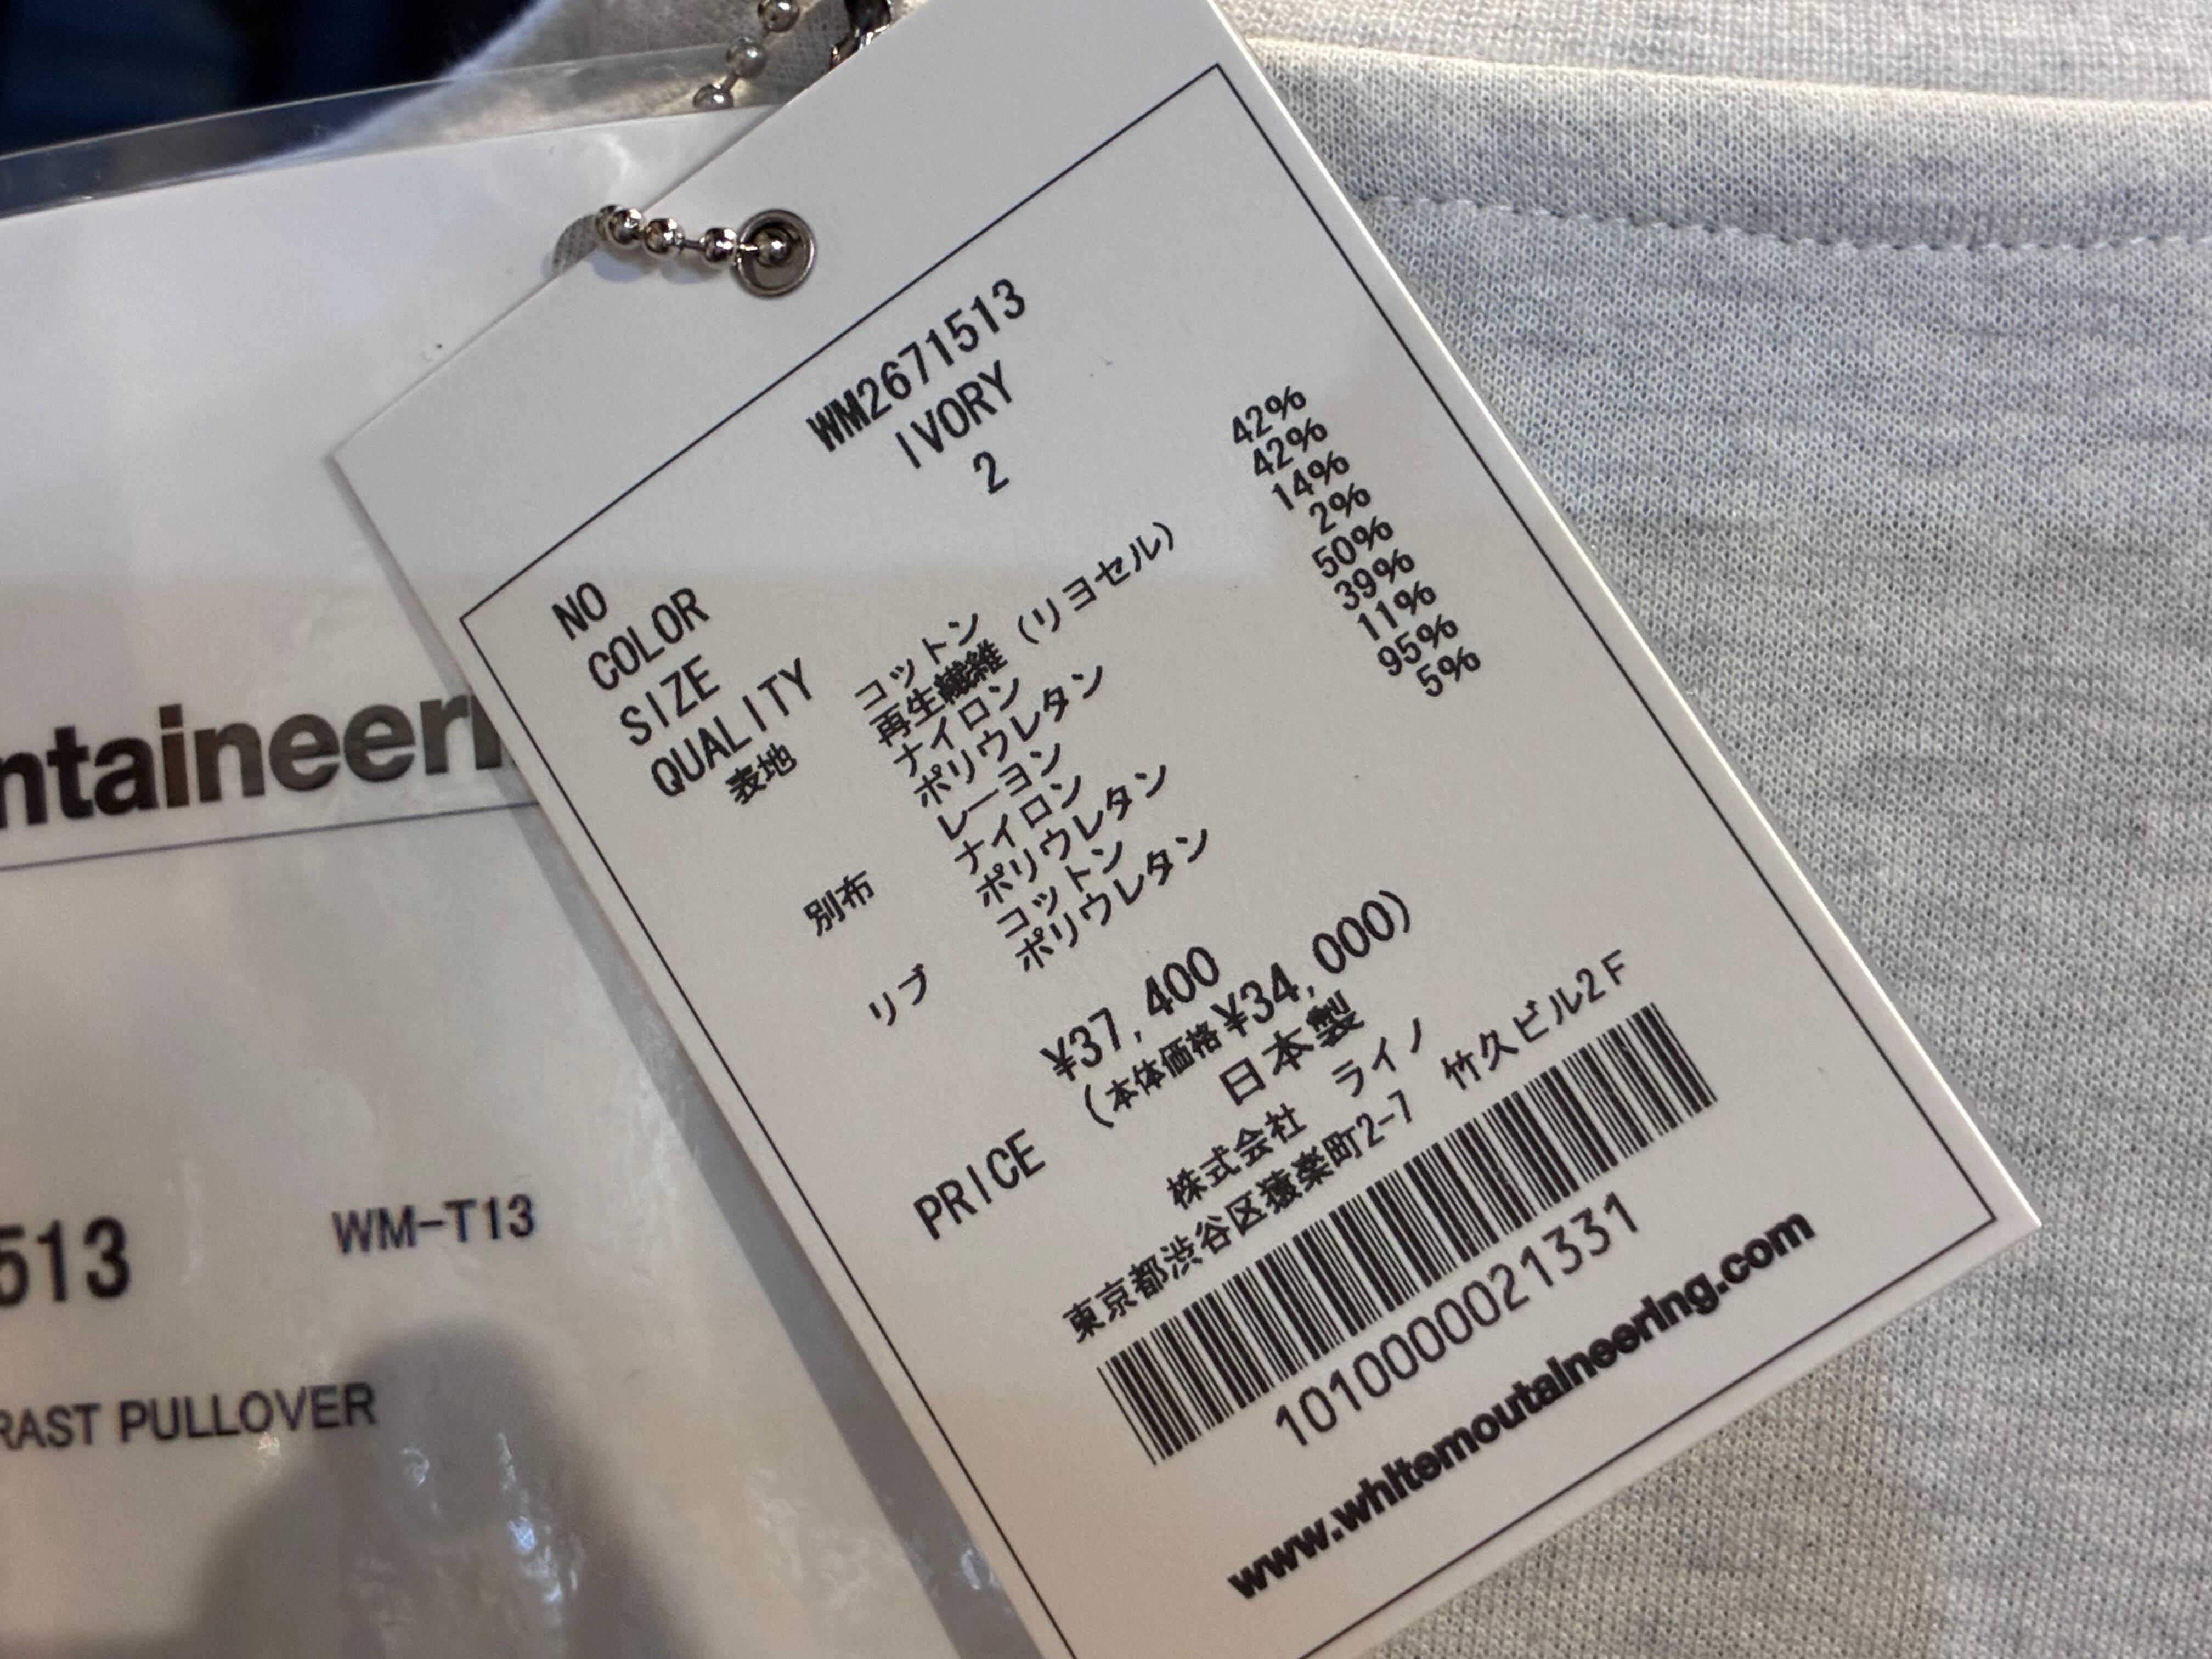 ntaineeri
513
WM-T13
RAST PULLOVER
NO WM2671513
COLOR IVORY
SIZE 2
QUALITY
表地 コットン 42%
再生繊維（リヨセル） 42%
ナイロン 14%
ポリウレタン 2%
別布 レーヨン 50%
ナイロン 39%
ポリウレタン 11%
リブ コットン 95%
ポリウレタン 5%
PRICE ¥37,400
(本体価格¥34,000)
日本製
株式会社 ライノ
東京都渋谷区猿楽町2-7 竹久ビル2F
1010000021331
www.whitemoutaineering.com